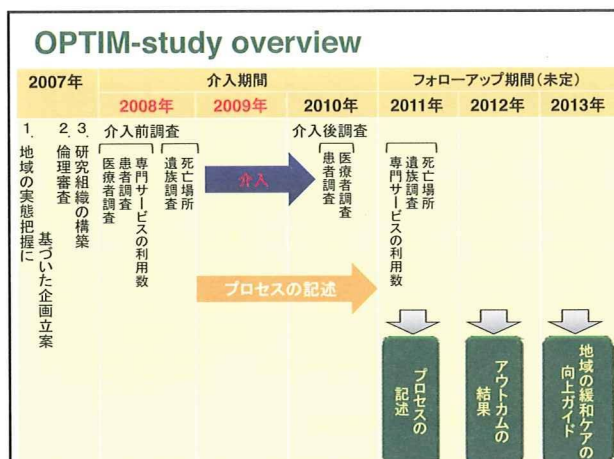 OPTIM-study overview
2007年
介入期間
フォローアップ期間(未定)
2008年
2009年
2010年
2011年
2012年
2013年
1. 地域の実態把握に
基づいた企画立案
2. 倫理審査
3. 研究組織の構築
介入前調査
医療者調査
患者調査
専門サービスの利用数
遺族調査
死亡場所
介入
介入後調査
患者調査
医療者調査
専門サービスの利用数
遺族調査
死亡場所
プロセスの記述
プロセスの
記述
アウトカムの
結果
地域の緩和ケアの
向上ガイド